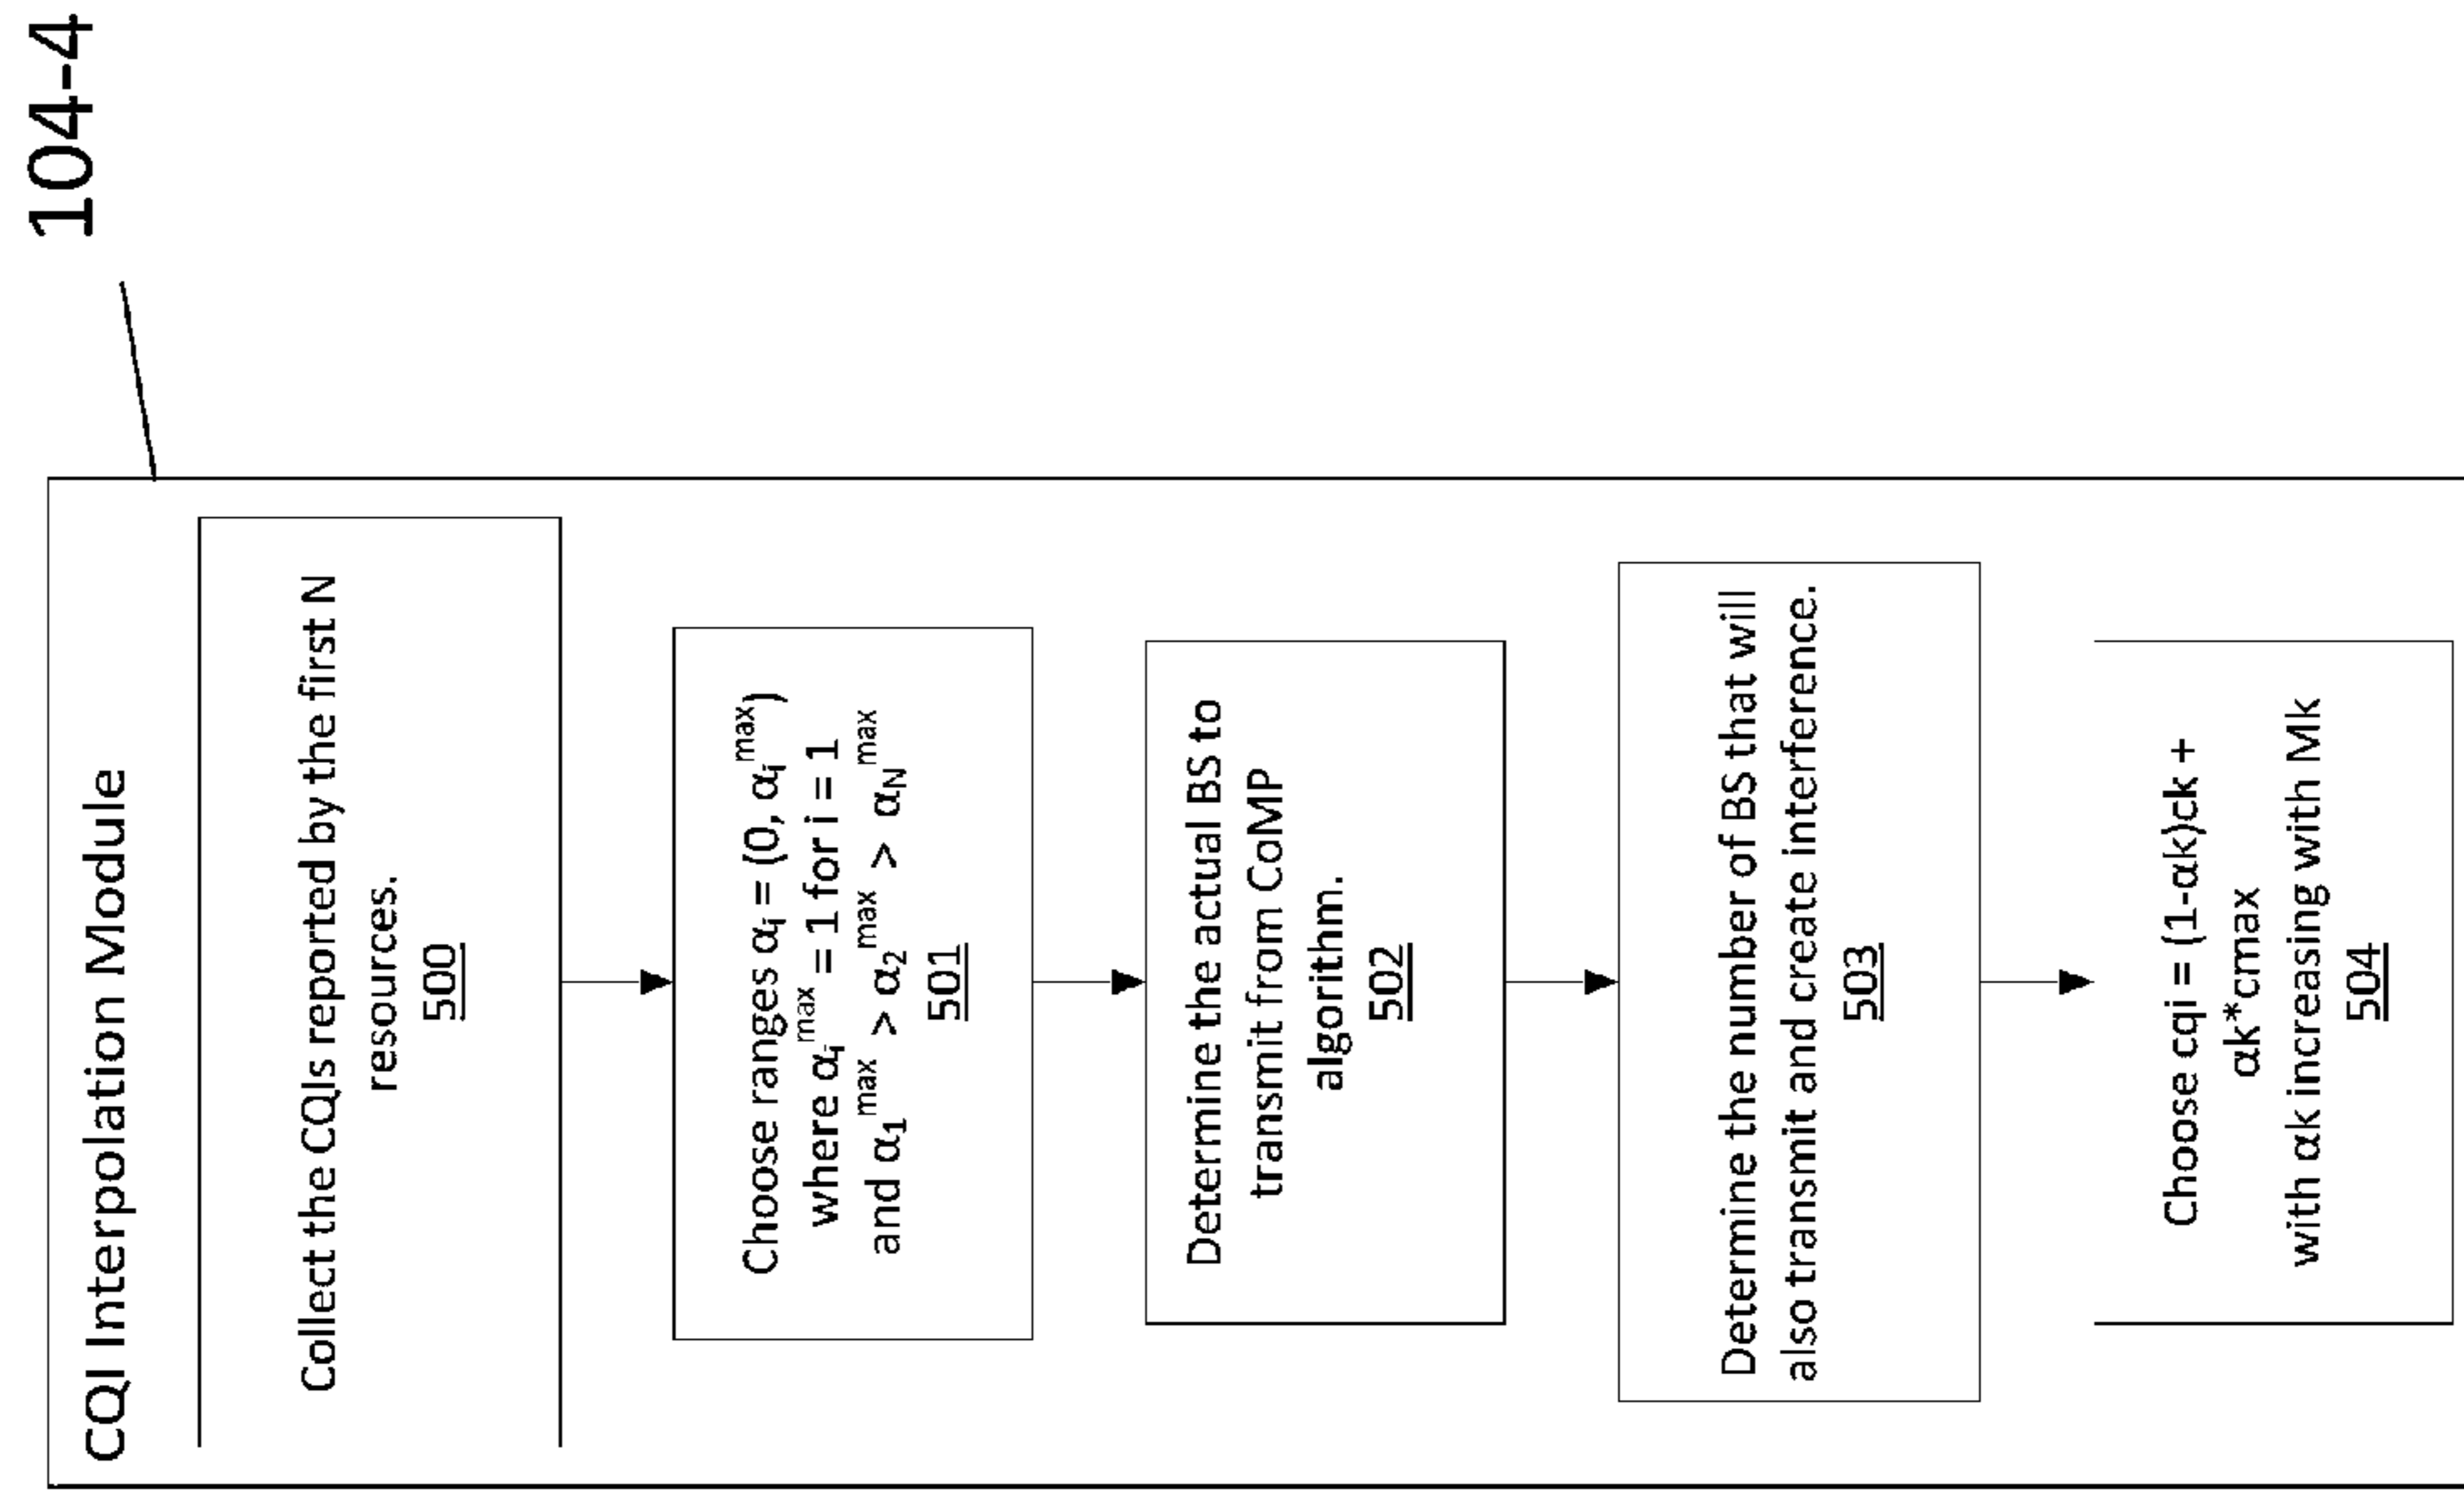 104-4
CQI Interpolation Module
Collect the CQIs reported by the first N
resources.
500
Choose ranges αᵢ = (0, αᵢᵐᵃˣ)
where αᵢᵐᵃˣ = 1 for i = 1
and α₁ᵐᵃˣ > α₂ᵐᵃˣ > α_Nᵐᵃˣ
501
Determine the actual BS to
transmit from CoMP
algorithm.
502
Determine the number of BS that will
also transmit and create interference.
503
Choose cqi = (1-αk)ck +
αk*cmax
with αk increasing with Mk
504